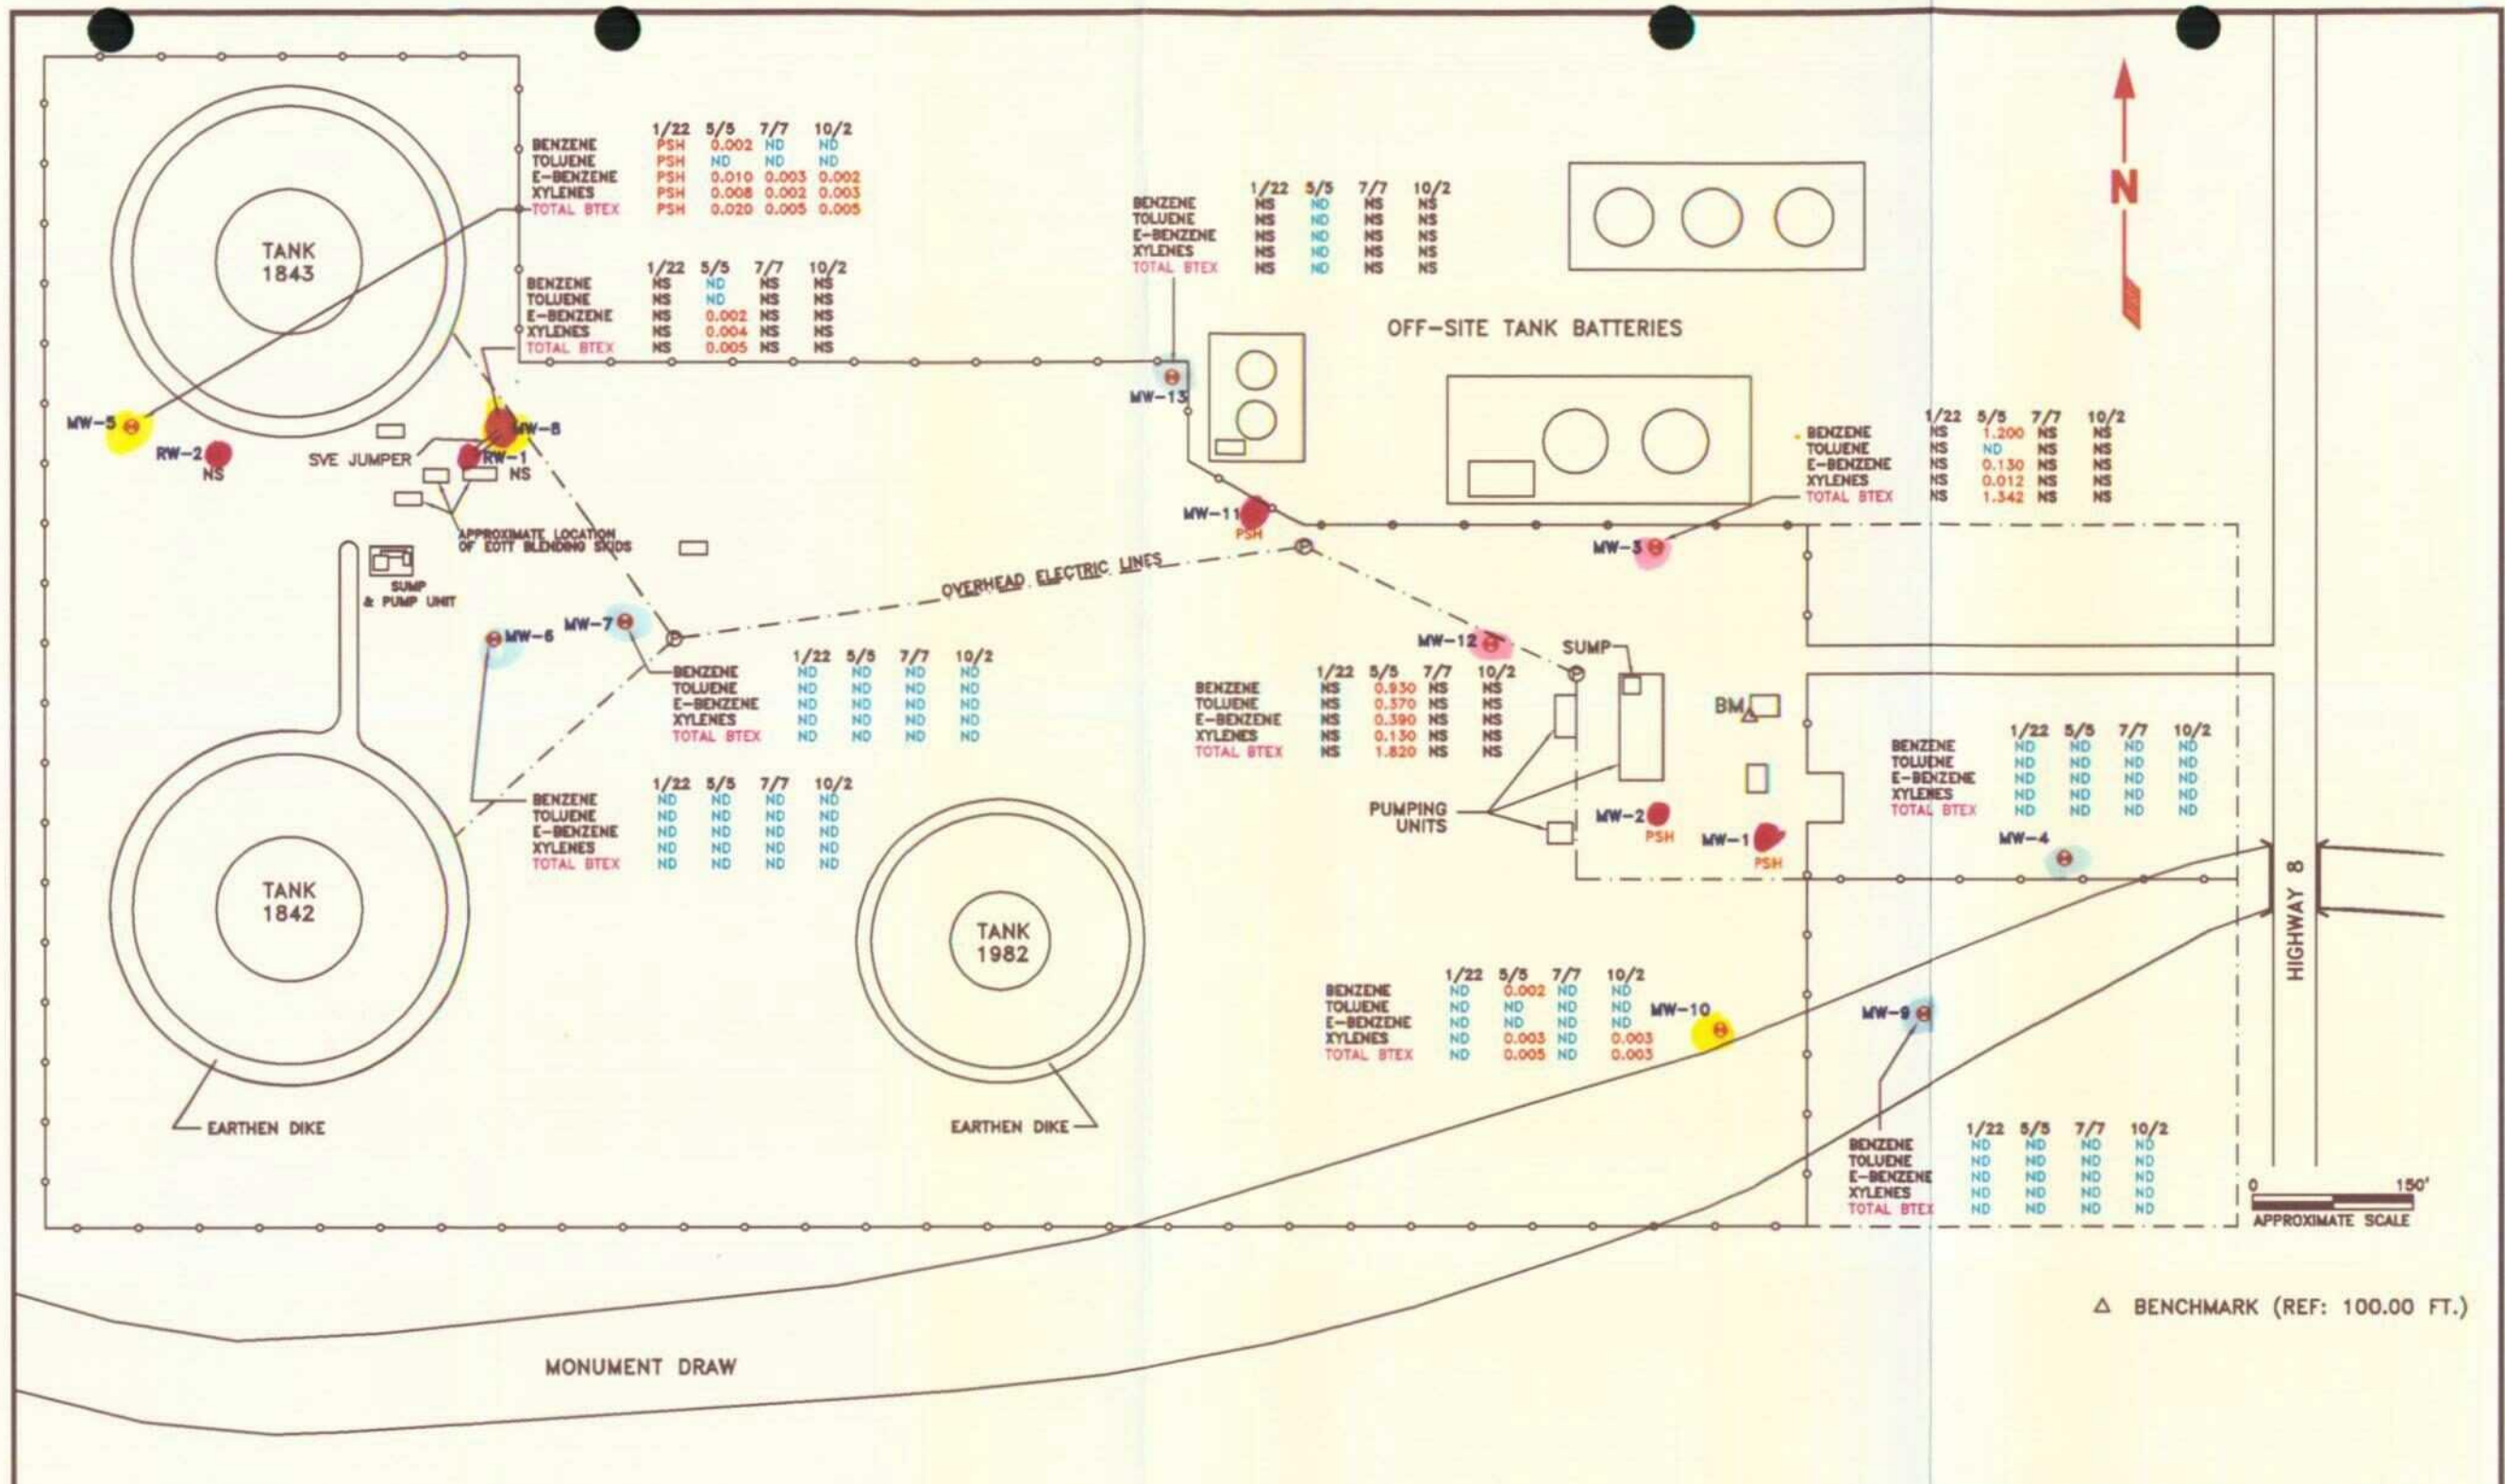 1/22 5/5 7/7 10/2
BENZENE PSH 0.002 ND ND
TOLUENE PSH ND ND ND
E-BENZENE PSH 0.010 0.003 0.002
XYLENES PSH 0.008 0.002 0.003
TOTAL BTEX PSH 0.020 0.005 0.005
TANK
1843
1/22 5/5 7/7 10/2
BENZENE NS ND NS NS
TOLUENE NS ND NS NS
E-BENZENE NS 0.002 NS NS
XYLENES NS 0.004 NS NS
TOTAL BTEX NS 0.005 NS NS
1/22 5/5 7/7 10/2
BENZENE NS ND NS NS
TOLUENE NS ND NS NS
E-BENZENE NS ND NS NS
XYLENES NS ND NS NS
TOTAL BTEX NS ND NS NS
N
OFF-SITE TANK BATTERIES
MW-13
MW-5
RW-2
NS
SVE JUMPER
MW-8
RW-1
NS
APPROXIMATE LOCATION
OF EOTT BLENDING SKIDS
SUMP
& PUMP UNIT
1/22 5/5 7/7 10/2
BENZENE NS 1.200 NS NS
TOLUENE NS ND NS NS
E-BENZENE NS 0.130 NS NS
XYLENES NS 0.012 NS NS
TOTAL BTEX NS 1.342 NS NS
MW-11
PSH
MW-3
OVERHEAD ELECTRIC LINES
P
P
P
MW-6
MW-7
1/22 5/5 7/7 10/2
BENZENE ND ND ND ND
TOLUENE ND ND ND ND
E-BENZENE ND ND ND ND
XYLENES ND ND ND ND
TOTAL BTEX ND ND ND ND
1/22 5/5 7/7 10/2
BENZENE ND ND ND ND
TOLUENE ND ND ND ND
E-BENZENE ND ND ND ND
XYLENES ND ND ND ND
TOTAL BTEX ND ND ND ND
MW-12
SUMP
1/22 5/5 7/7 10/2
BENZENE NS 0.930 NS NS
TOLUENE NS 0.370 NS NS
E-BENZENE NS 0.390 NS NS
XYLENES NS 0.130 NS NS
TOTAL BTEX NS 1.820 NS NS
BM
PUMPING
UNITS
MW-2
PSH
MW-1
PSH
1/22 5/5 7/7 10/2
BENZENE ND ND ND ND
TOLUENE ND ND ND ND
E-BENZENE ND ND ND ND
XYLENES ND ND ND ND
TOTAL BTEX ND ND ND ND
MW-4
HIGHWAY 8
TANK
1842
TANK
1982
1/22 5/5 7/7 10/2
BENZENE ND 0.002 ND ND
TOLUENE ND ND ND ND
E-BENZENE ND ND ND ND
XYLENES ND 0.003 ND 0.003
TOTAL BTEX ND 0.005 ND 0.003
MW-10
MW-9
EARTHEN DIKE
EARTHEN DIKE
1/22 5/5 7/7 10/2
BENZENE ND ND ND ND
TOLUENE ND ND ND ND
E-BENZENE ND ND ND ND
XYLENES ND ND ND ND
TOTAL BTEX ND ND ND ND
0 150'
APPROXIMATE SCALE
BENCHMARK (REF: 100.00 FT.)
MONUMENT DRAW